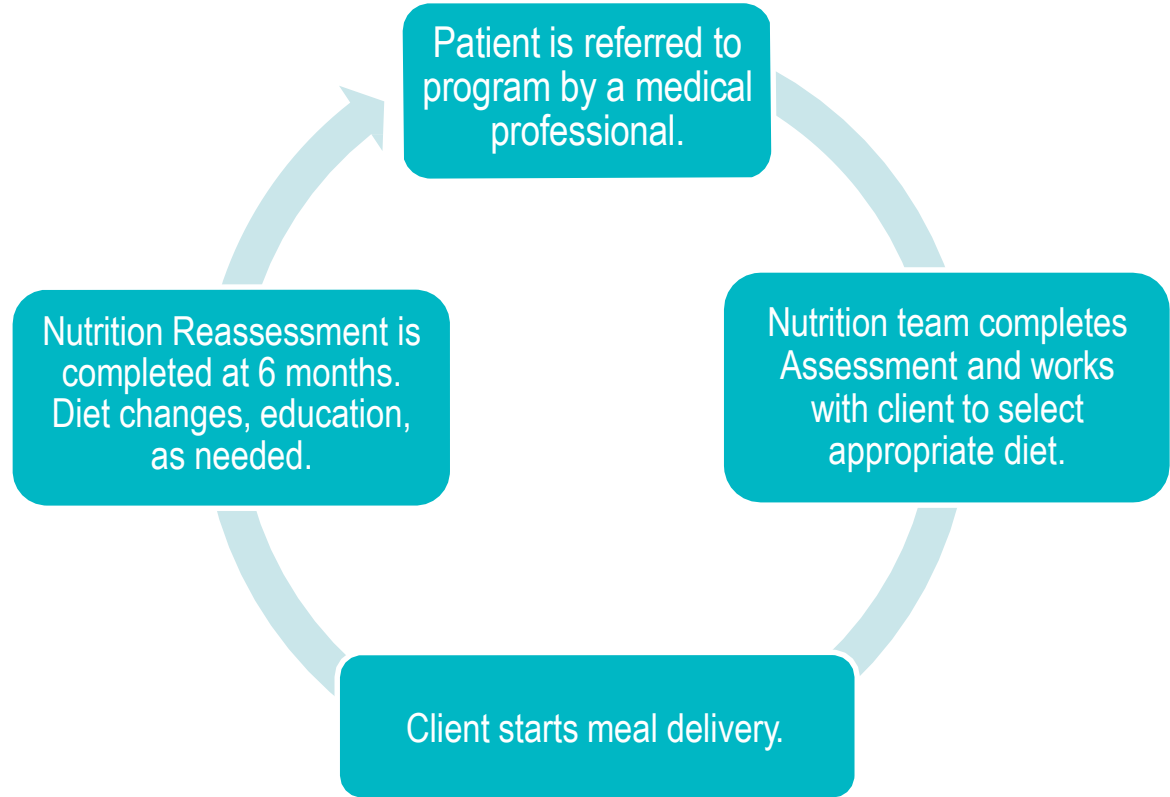 Patient is referred to
program by a medical
professional.
Nutrition team completes
Assessment and works
with client to select
appropriate diet.
Client starts meal delivery.
Nutrition Reassessment is
completed at 6 months.
Diet changes, education,
as needed.